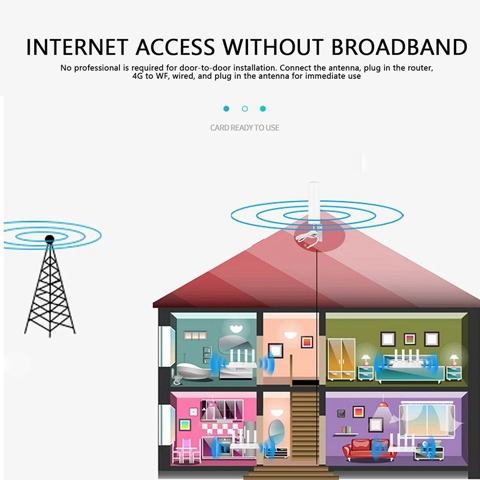 INTERNET ACCESS WITHOUT BROADBAND
No professional is required for door-to-door installation. Connect the antenna, plug in the router,
4G to WF, wired, and plug in the antenna for immediate use
CARD READY TO USE